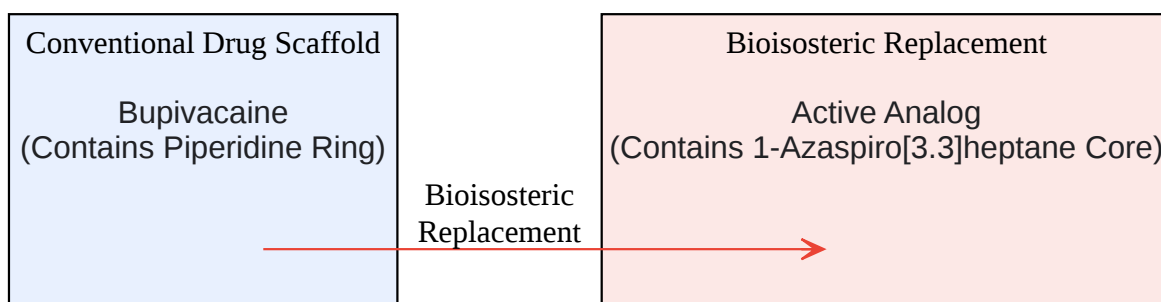 Conventional Drug Scaffold
Bupivacaine
(Contains Piperidine Ring)
Bioisosteric
Replacement
Bioisosteric Replacement
Active Analog
(Contains 1-Azaspiro[3.3]heptane Core)